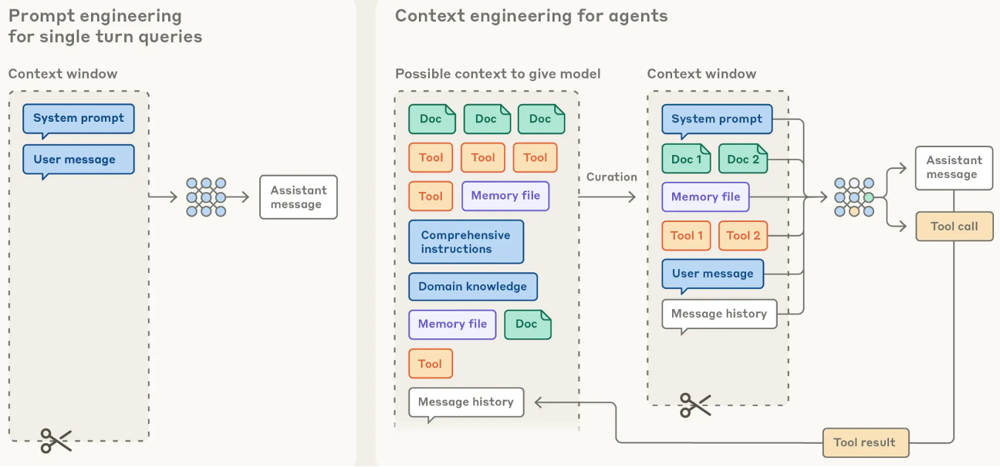 Prompt engineering
for single turn queries
Context window
System prompt
User message
Assistant
message
Context engineering for agents
Possible context to give model
Doc Doc Doc
Tool Tool Tool
Tool Memory file
Comprehensive
instructions
Domain knowledge
Memory file Doc
Tool
Message history
Curation
Context window
System prompt
Doc 1 Doc 2
Memory file
Tool 1 Tool 2
User message
Message history
Assistant
message
Tool call
Tool result